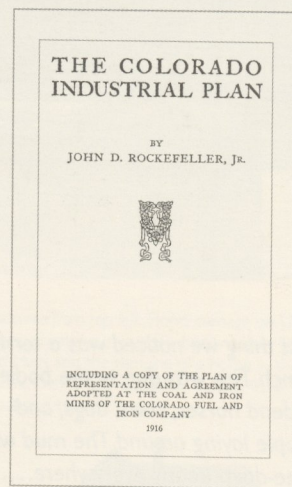 THE COLORADO
INDUSTRIAL PLAN
BY
JOHN D. ROCKEFELLER, JR.
INCLUDING A COPY OF THE PLAN OF
REPRESENTATION AND AGREEMENT
ADOPTED AT THE COAL AND IRON
MINES OF THE COLORADO FUEL AND
IRON COMPANY
1916